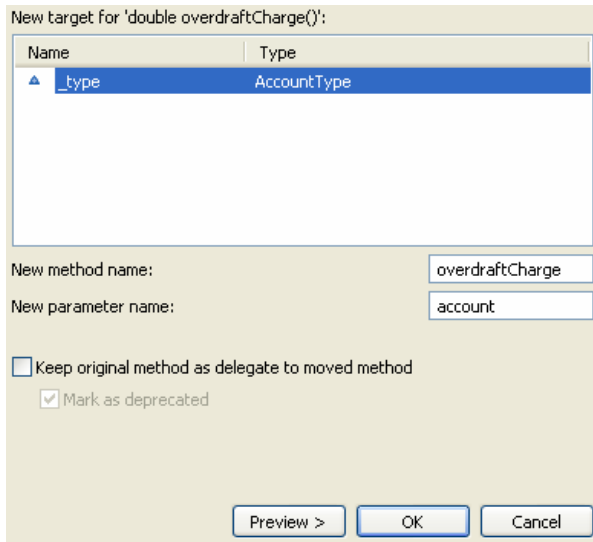 New target for 'double overdraftCharge()':
Name Type
_type AccountType
New method name: overdraftCharge
New parameter name: account
Keep original method as delegate to moved method
Mark as deprecated
Preview > OK Cancel